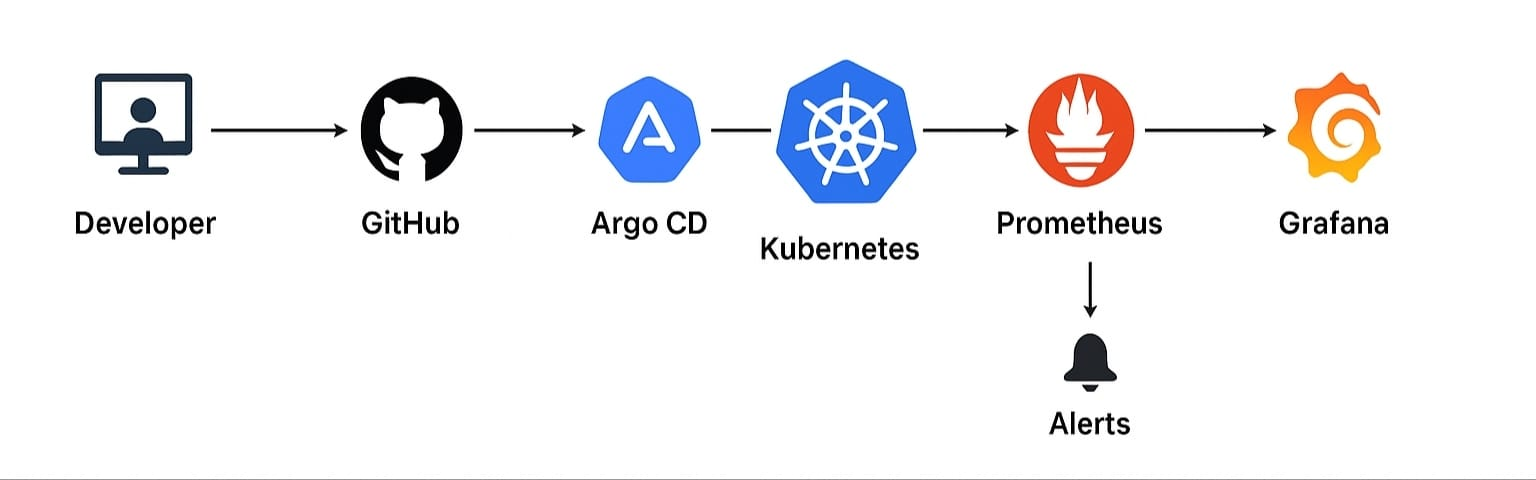 Developer
GitHub
Argo CD
Kubernetes
Prometheus
Grafana
Alerts